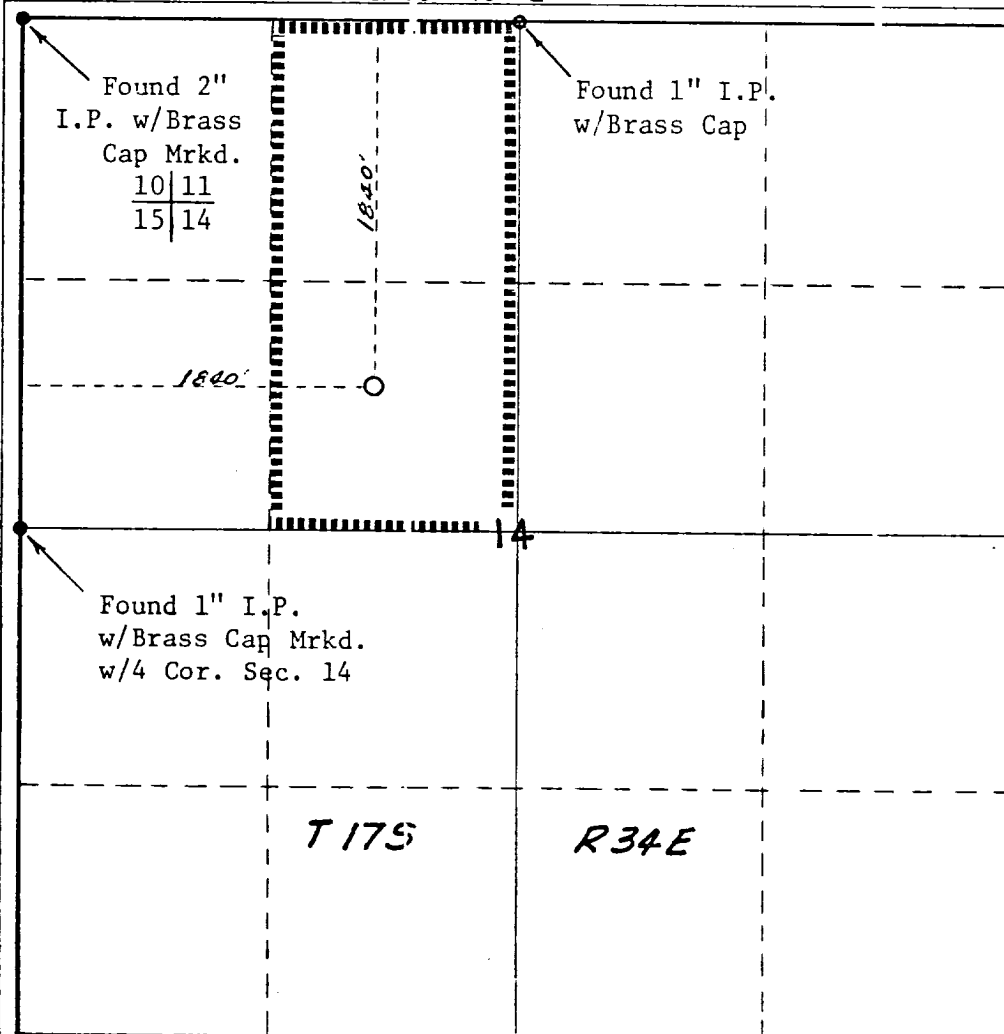 Found 2"
I.P. w/Brass
Cap Mrkd.
10 11
15 14
Found 1" I.P.
w/Brass Cap
1840'
1840'
14
Found 1" I.P.
w/Brass Cap Mrkd.
w/4 Cor. Sec. 14
T 17S
R 34E